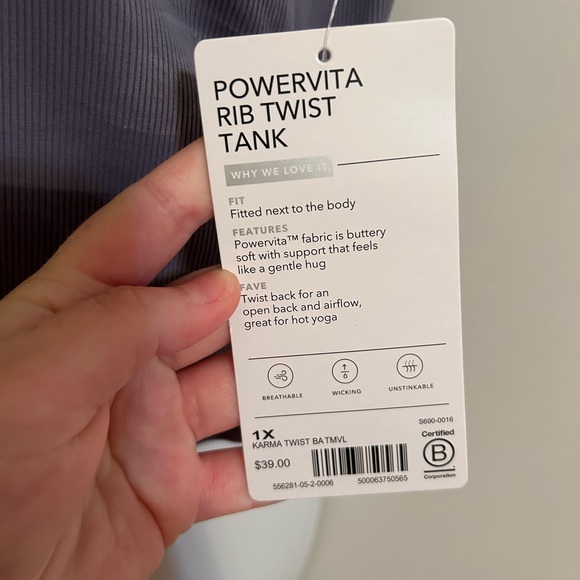 POWERVITA
RIB TWIST
TANK
WHY WE LOVE IT
FIT
Fitted next to the body
FEATURES
Powervita™ fabric is buttery
soft with support that feels
like a gentle hug
FAVE
Twist back for an
open back and airflow,
great for hot yoga
BREATHABLE
WICKING
UNSTINKABLE
S690-0016
1X
KARMA TWIST BATMVL
$39.00
556281-05-2-0006
500063750565
Certified
B
Corporation